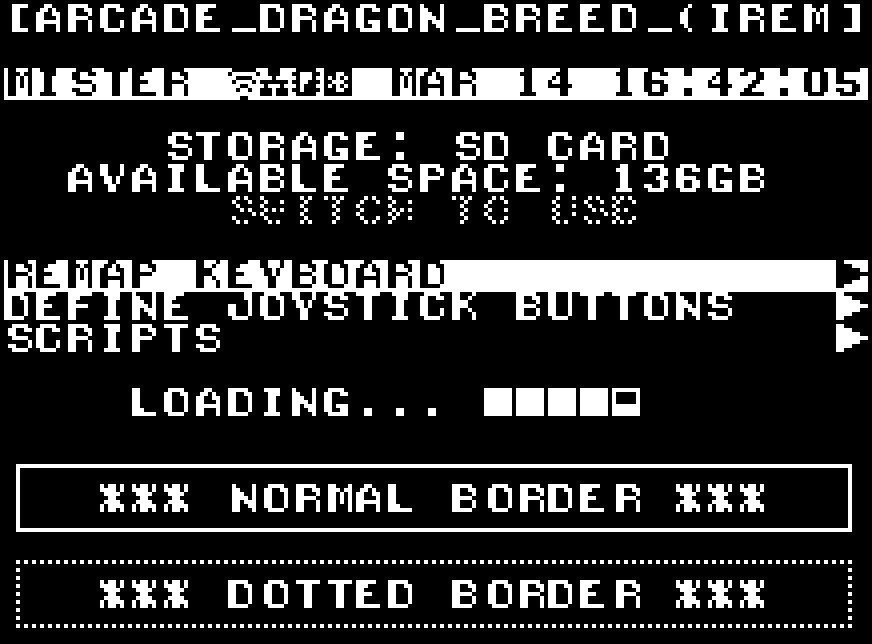 [ARCADE_DRAGON_BREED_(IREM]
MISTER MAR 14 16:42:05
STORAGE: SD CARD
AVAILABLE SPACE: 136GB
SWITCH TO USB
REMAP KEYBOARD
DEFINE JOYSTICK BUTTONS
SCRIPTS
LOADING...
*** NORMAL BORDER ***
*** DOTTED BORDER ***